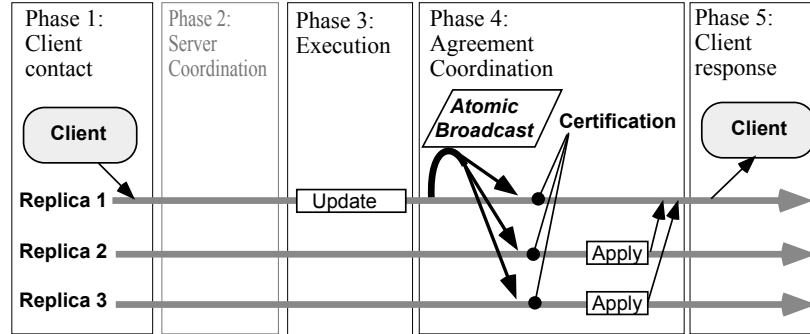 Phase 1:
Client
contact
Phase 2:
Server
Coordination
Phase 3:
Execution
Phase 4:
Agreement
Coordination
Phase 5:
Client
response
Client
Atomic
Broadcast
Certification
Client
Replica 1
Update
Replica 2
Apply
Replica 3
Apply